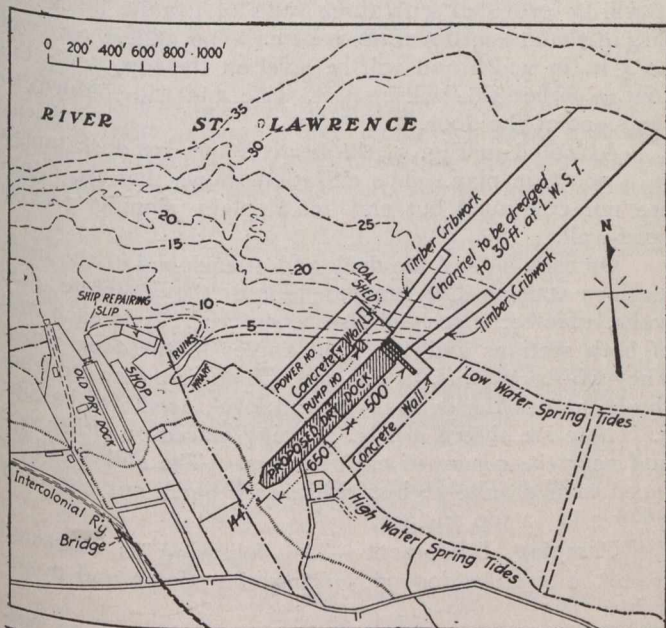 0 200' 400' 600' 800' 1000'
RIVER ST. LAWRENCE
35
30
25
20
15
20
10
5
N
Timber Cribwork
Channel to be dredged
to 30 ft. at L.W.S.T.
Timber Cribwork
COAL
SHED
SHIP REPAIRING
SLIP
RUINS
WHARF
SHOP
OLD DRY DOCK
POWER HO.
Concrete Wall
PUMP HO.
PROPOSED DRY DOCK
500'
650'
144'
Concrete Wall
Low Water Spring Tides
High Water Spring Tides
Intercolonial Ry.
Bridge